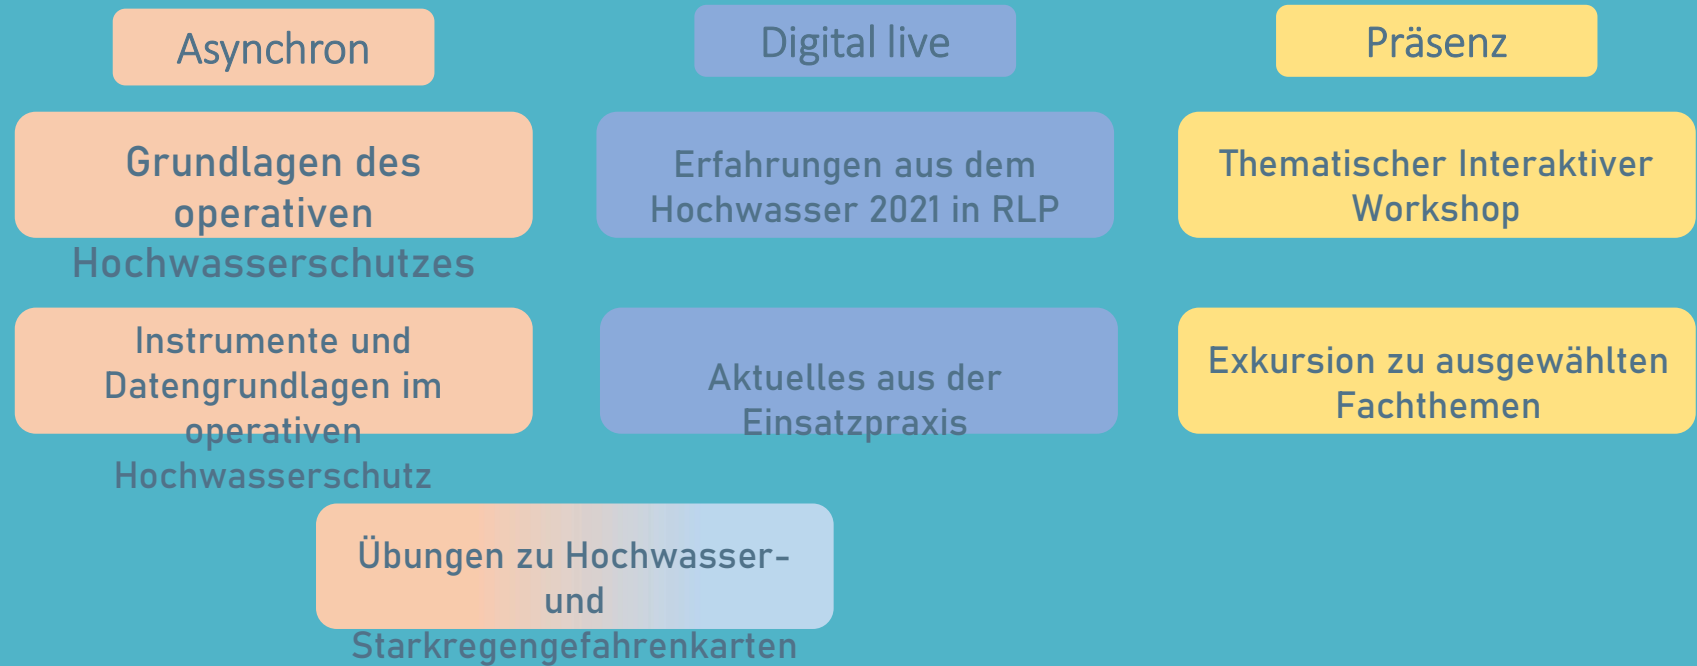 Asynchron
Digital live
Präsenz
Grundlagen des
operativen
Hochwasserschutzes
Erfahrungen aus dem
Hochwasser 2021 in RLP
Thematischer Interaktiver
Workshop
Instrumente und
Datengrundlagen im
operativen
Hochwasserschutz
Aktuelles aus der
Einsatzpraxis
Exkursion zu ausgewählten
Fachthemen
Übungen zu Hochwasser-
und
Starkregengefahrenkarten